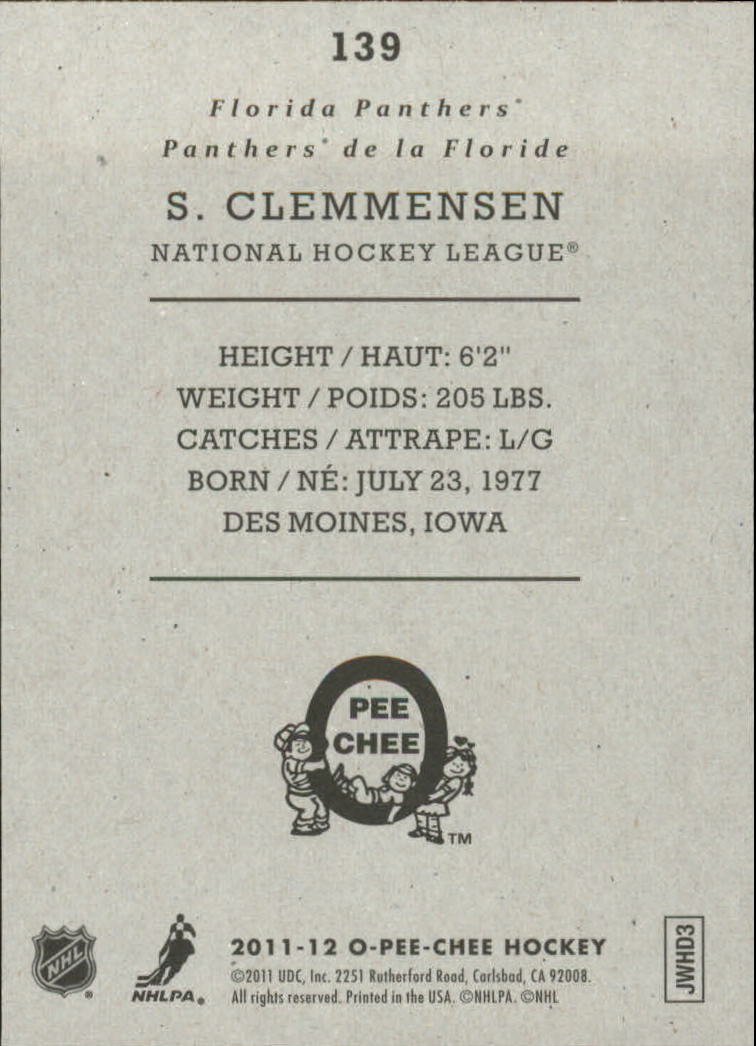 139
Florida Panthers®
Panthers® de la Floride
S. CLEMMENSEN
NATIONAL HOCKEY LEAGUE®
HEIGHT / HAUT: 6'2"
WEIGHT / POIDS: 205 LBS.
CATCHES / ATTRAPE: L/G
BORN / NÉ: JULY 23, 1977
DES MOINES, IOWA
O
PEE
CHEE
TM
NHL
®
NHLPA®
2011-12 O-PEE-CHEE HOCKEY
©2011 UDC, Inc. 2251 Rutherford Road, Carlsbad, CA 92008.
All rights reserved. Printed in the USA. ©NHLPA. ©NHL
JWHD3